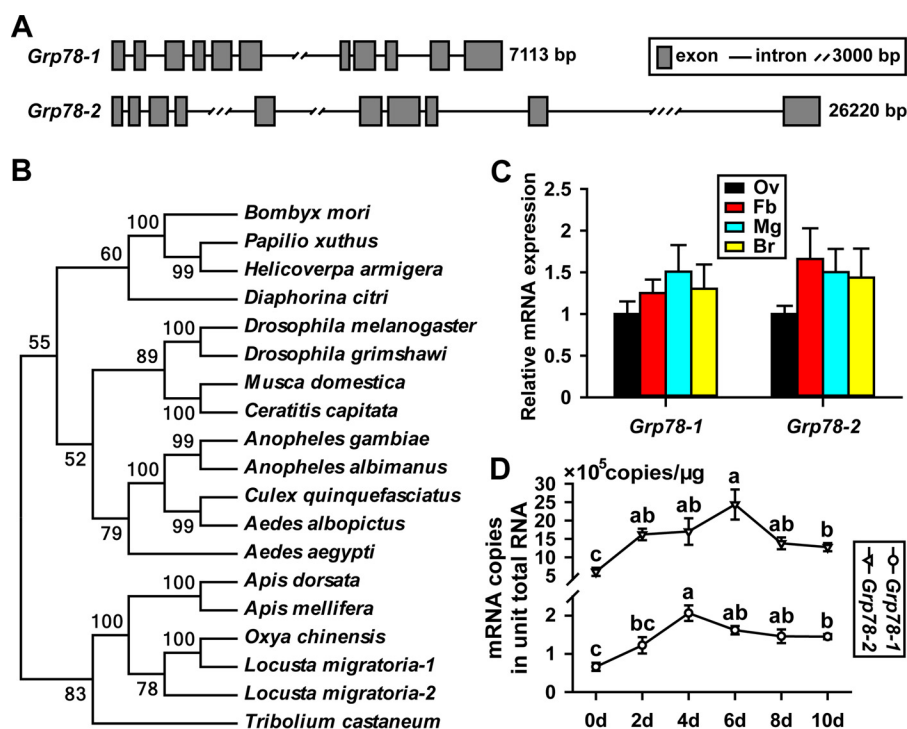 A
Grp78-1
7113 bp
exon
intron
3000 bp
Grp78-2
26220 bp
B
Bombyx mori
100
Papilio xuthus
60
99
Helicoverpa armigera
Diaphorina citri
100
Drosophila melanogaster
55
89
Drosophila grimshawi
Musca domestica
100
Ceratitis capitata
52
99
Anopheles gambiae
100
Anopheles albimanus
Culex quinquefasciatus
79
99
Aedes albopictus
Aedes aegypti
100
Apis dorsata
100
Apis mellifera
100
Oxya chinensis
Locusta migratoria-1
83
78
Locusta migratoria-2
Tribolium castaneum
C
Relative mRNA expression
2.5
2
1.5
1
0.5
0
Ov
Fb
Mg
Br
Grp78-1
Grp78-2
D
×10⁵copies/μg
mRNA copies
in unit total RNA
30
25
20
15
10
5
2
1
0
c
ab
ab
a
ab
b
c
bc
a
ab
ab
b
0d
2d
4d
6d
8d
10d
Grp78-1
Grp78-2